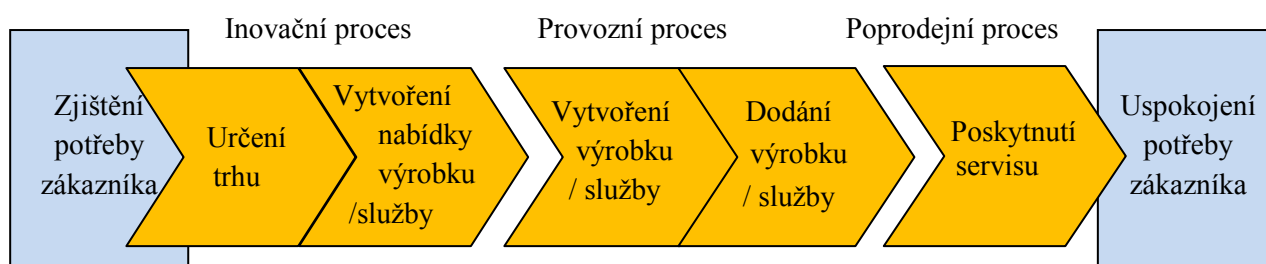 Inovační proces
Provozní proces
Poprodejní proces
Zjištění
potřeby
zákazníka
Určení
trhu
Vytvoření
nabídky
výrobku
/služby
Vytvoření
výrobku
/ služby
Dodání
výrobku
/ služby
Poskytnutí
servisu
Uspokojení
potřeby
zákazníka